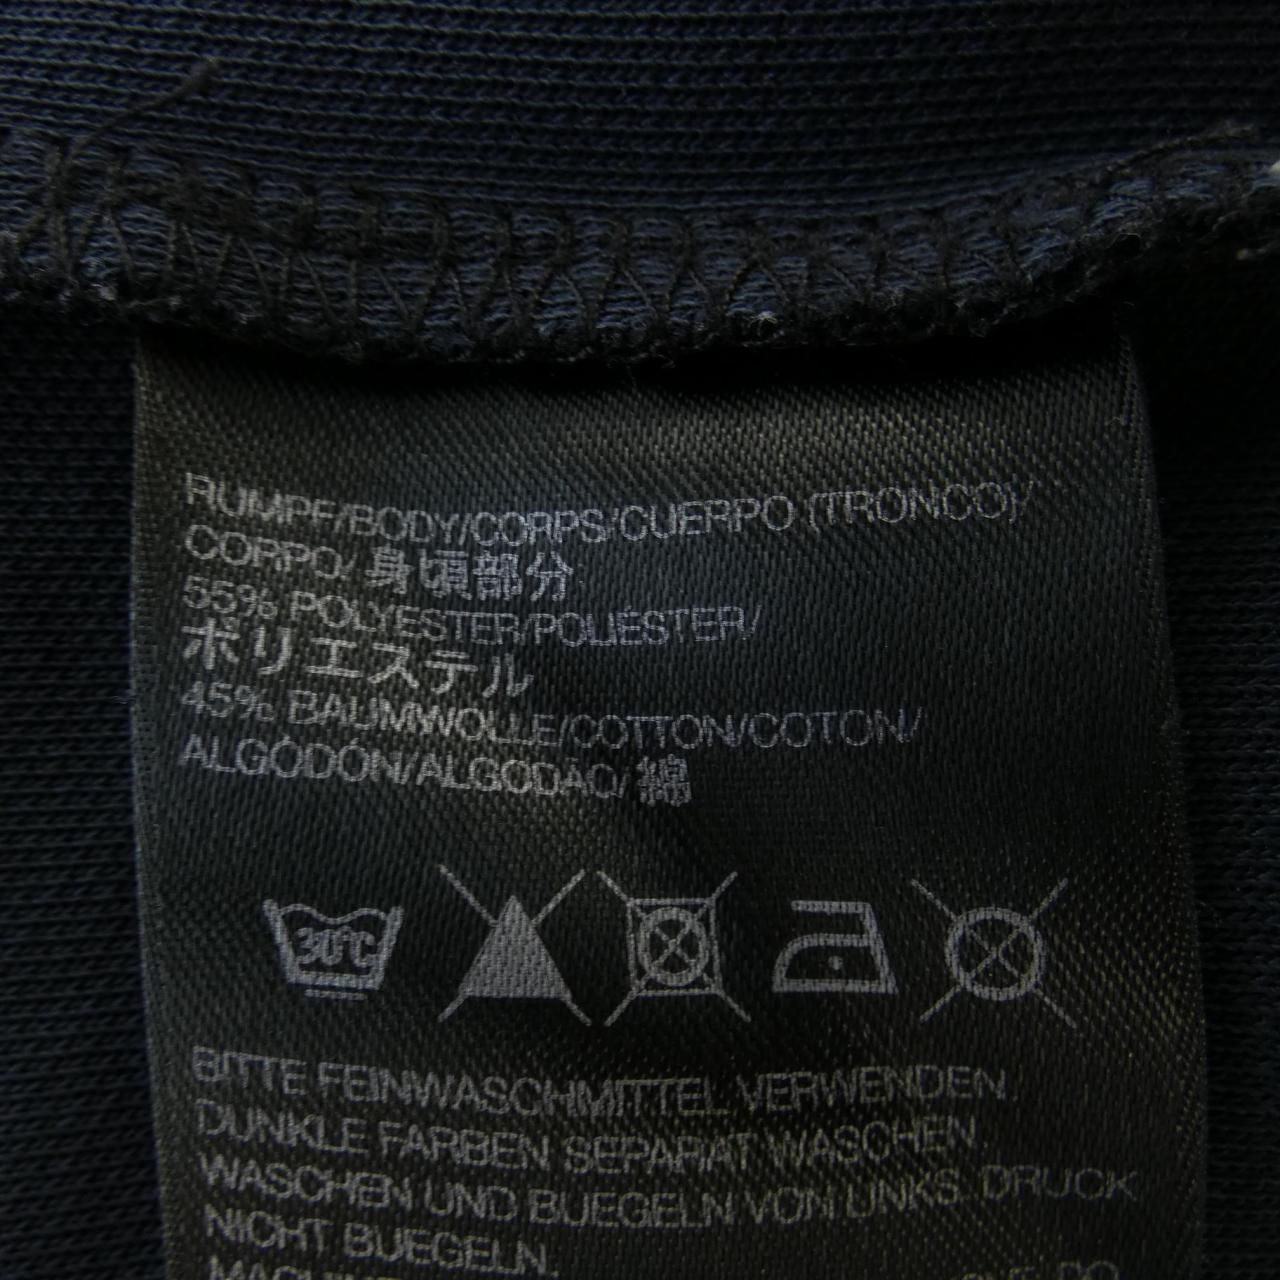 RUMPF/BODY/CORPS/CUERPO (TRONCO)/
CORPO/ 身頃部分
55% POLYESTER/POLIÉSTER/
ポリエステル
45% BAUMWOLLE/COTTON/COTON/
ALGODÓN/ALGODÃO/ 綿
30°C
BITTE FEINWASCHMITTEL VERWENDEN.
DUNKLE FARBEN SEPARAT WASCHEN.
WASCHEN UND BUEGELN VON LINKS. DRUCK
NICHT BUEGELN.